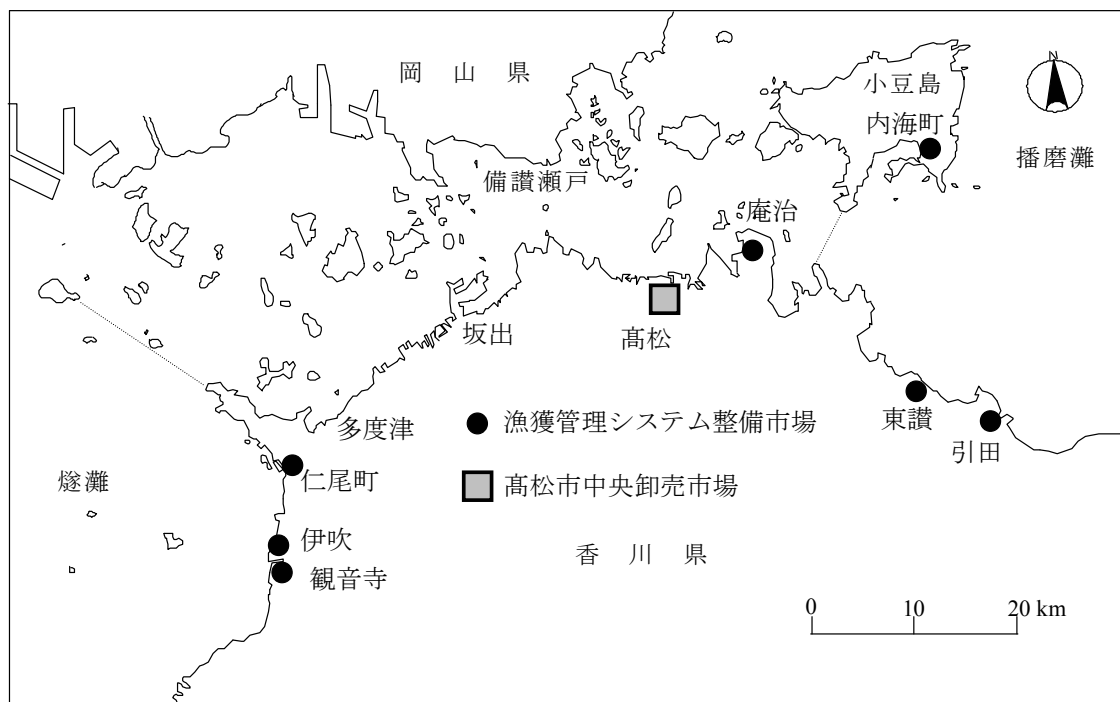 岡 山 県
小豆島
N
内海町
播磨灘
備讃瀬戸
庵治
坂出
髙松
多度津
漁獲管理システム整備市場
東讃
引田
燧灘
仁尾町
髙松市中央卸売市場
伊吹
香 川 県
観音寺
0 10 20 km